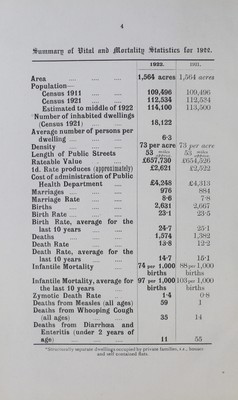 4
Summary of Vital and Mortality Statistics for 1922.
1922. 1921.
Area 1,564 acres 1,564 acres
Population—
Census 1911 109,496 109,496
Census 1921 112,534 112,534
Estimated to middle of 1922 114,100 113,500
*Number of inhabited dwellings
(Census 1921) 18,122
Average number of persons per
dwelling 6·3
Density 73 per acre 73 per acre
Length of Public Streets 53 miles 53 miles
Rateable Value £657,730 £654,526
1d. Rate produces (approximately) £2,621 £2,522
Cost of administration of Public
Health Department £4,248 £4,313
Marriages 976 884
Marriage Rate 8·6 7·8
Births 2,631 2,667
Birth Rate 23·1 23·5
Birth Rate, average for the
last 10 years 24·7 25·1
Deaths 1,574 1,382
Death Rate 13·8 12·2
Death Rate, average for the
last 10 years 14·7 15·1
Infantile Mortality 74 per 1,000 88 per 1,000
births births
Infantile Mortality, average for 97 per 1,000 103 per 1,000
the last 10 years births births
Zymotic Death Rate 1·4 0·8
Deaths from Measles (all ages) 59 1
Deaths from Whooping Cough
(all ages) 35 14
Deaths from Diarrhœa and
Enteritis (under 2 years of
age) 11 55
*Structurally separate dwellings occupied by private families, i.e., houses
and self contained flats.